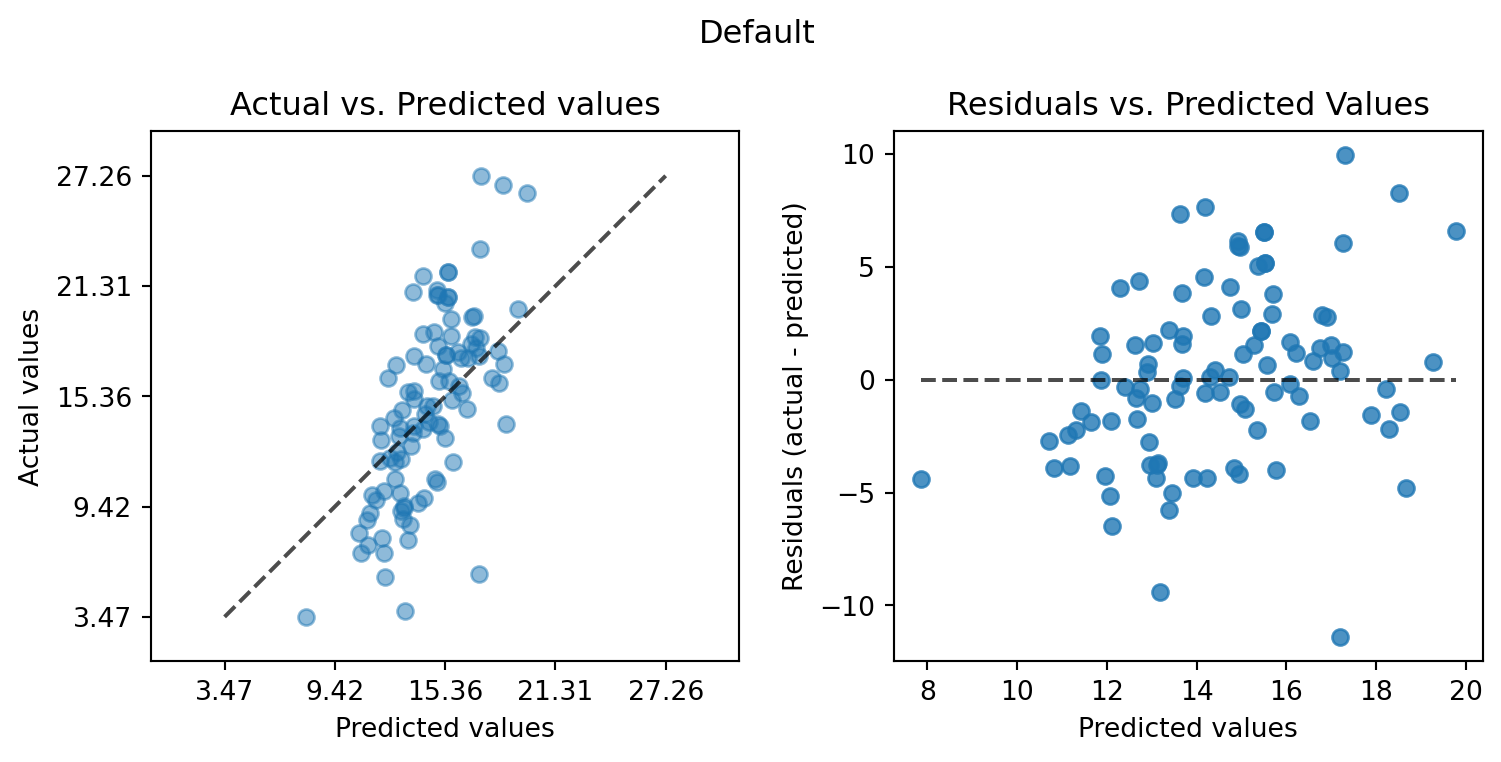 Default
Actual vs. Predicted values
Actual values
27.26
21.31
15.36
9.42
3.47
3.47 9.42 15.36 21.31 27.26
Predicted values
Residuals vs. Predicted Values
Residuals (actual - predicted)
10
5
0
−5
−10
8 10 12 14 16 18 20
Predicted values